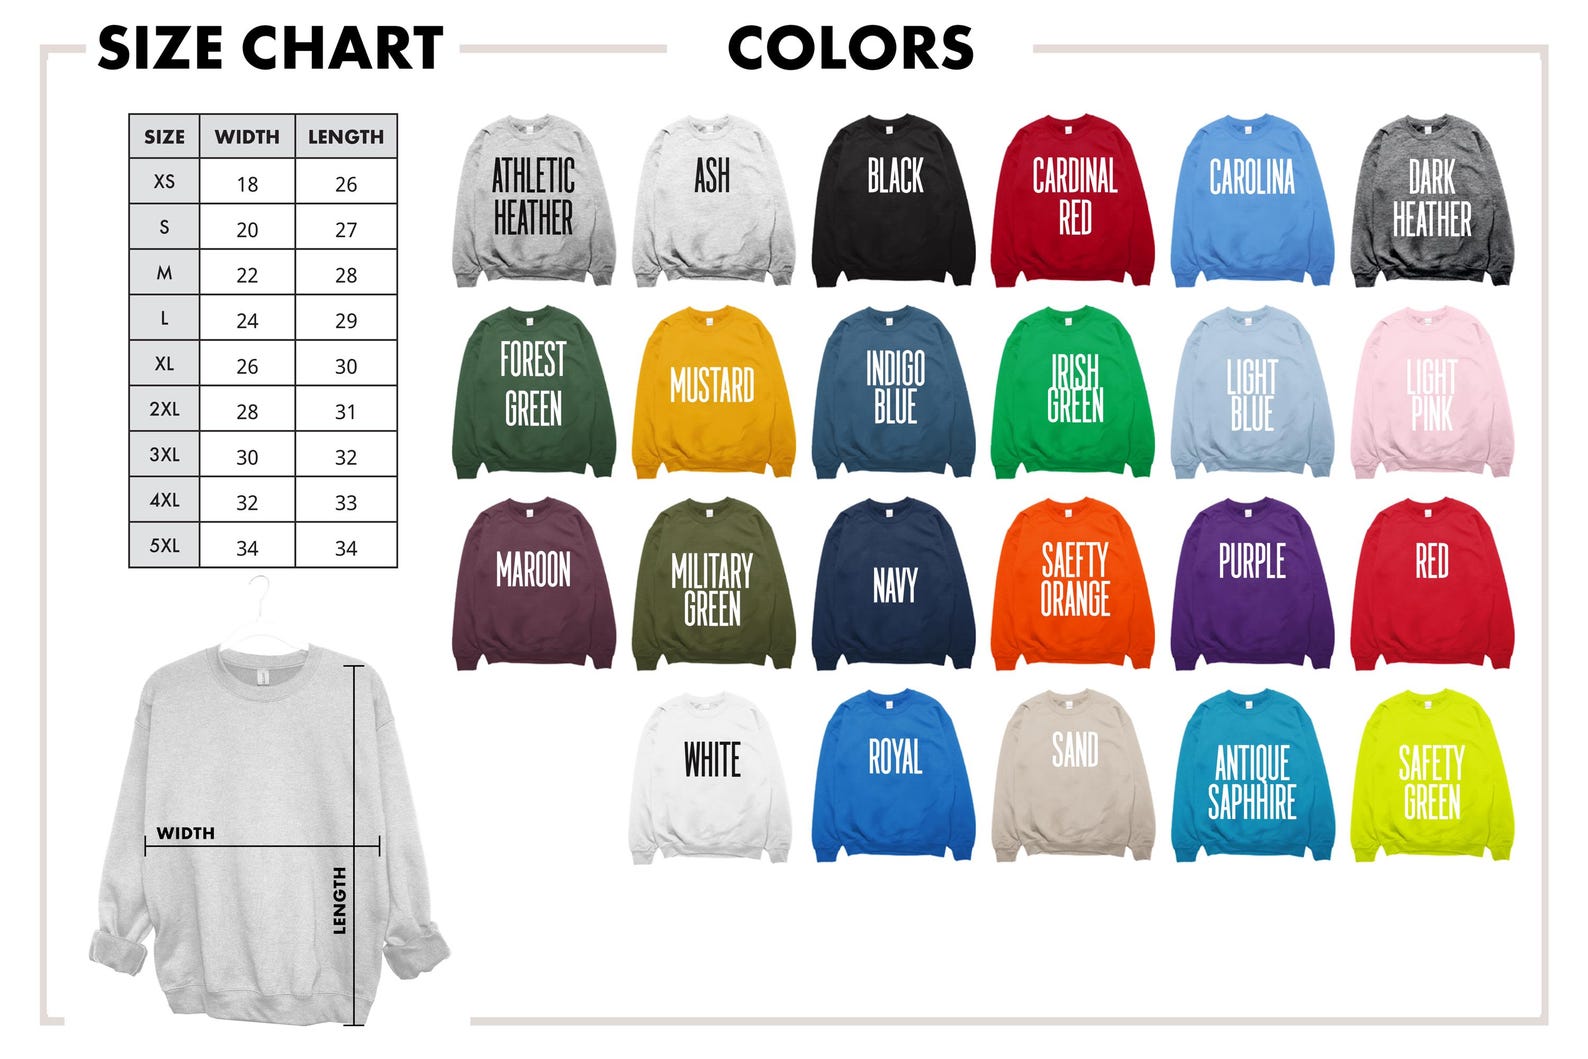 SIZE CHART
COLORS
SIZE WIDTH LENGTH
XS 18 26
S 20 27
M 22 28
L 24 29
XL 26 30
2XL 28 31
3XL 30 32
4XL 32 33
5XL 34 34
WIDTH
LENGTH
ATHLETIC
HEATHER
ASH
BLACK
CARDINAL
RED
CAROLINA
DARK
HEATHER
FOREST
GREEN
MUSTARD
INDIGO
BLUE
IRISH
GREEN
LIGHT
BLUE
LIGHT
PINK
MAROON
MILITARY
GREEN
NAVY
SAEFTY
ORANGE
PURPLE
RED
WHITE
ROYAL
SAND
ANTIQUE
SAPHHIRE
SAFETY
GREEN